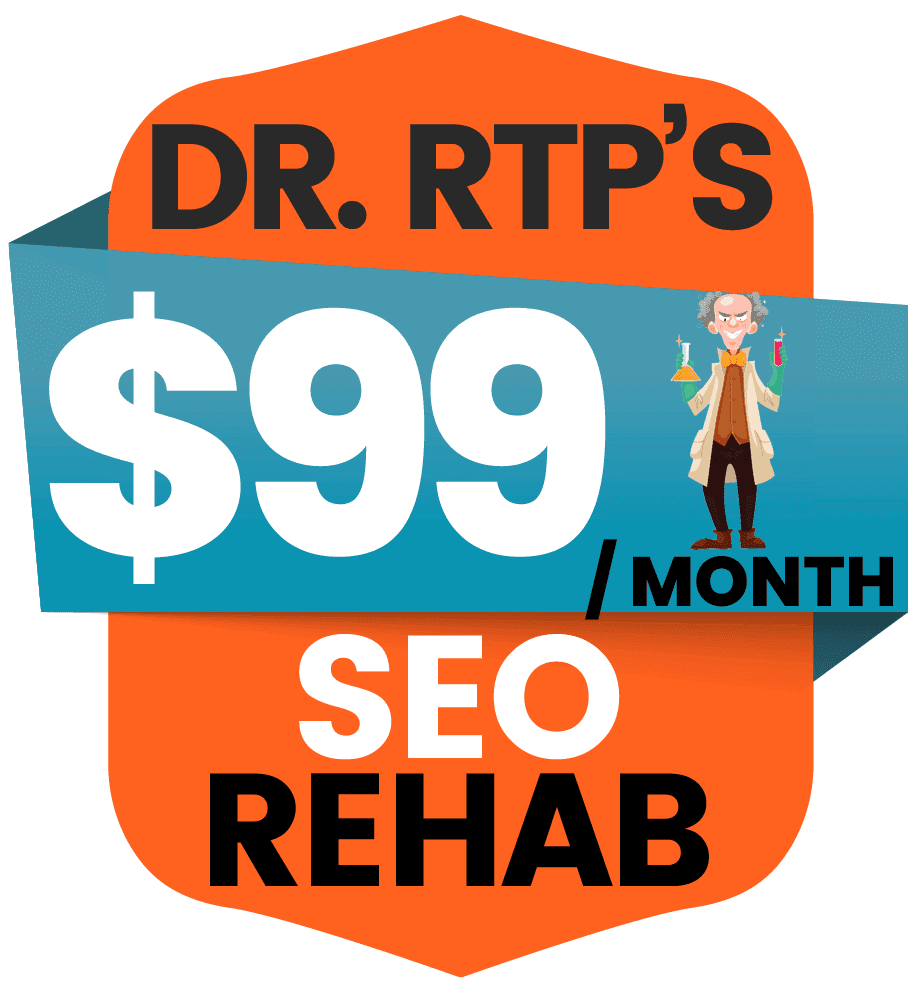 DR. RTP’S
$99
/ MONTH
SEO
REHAB